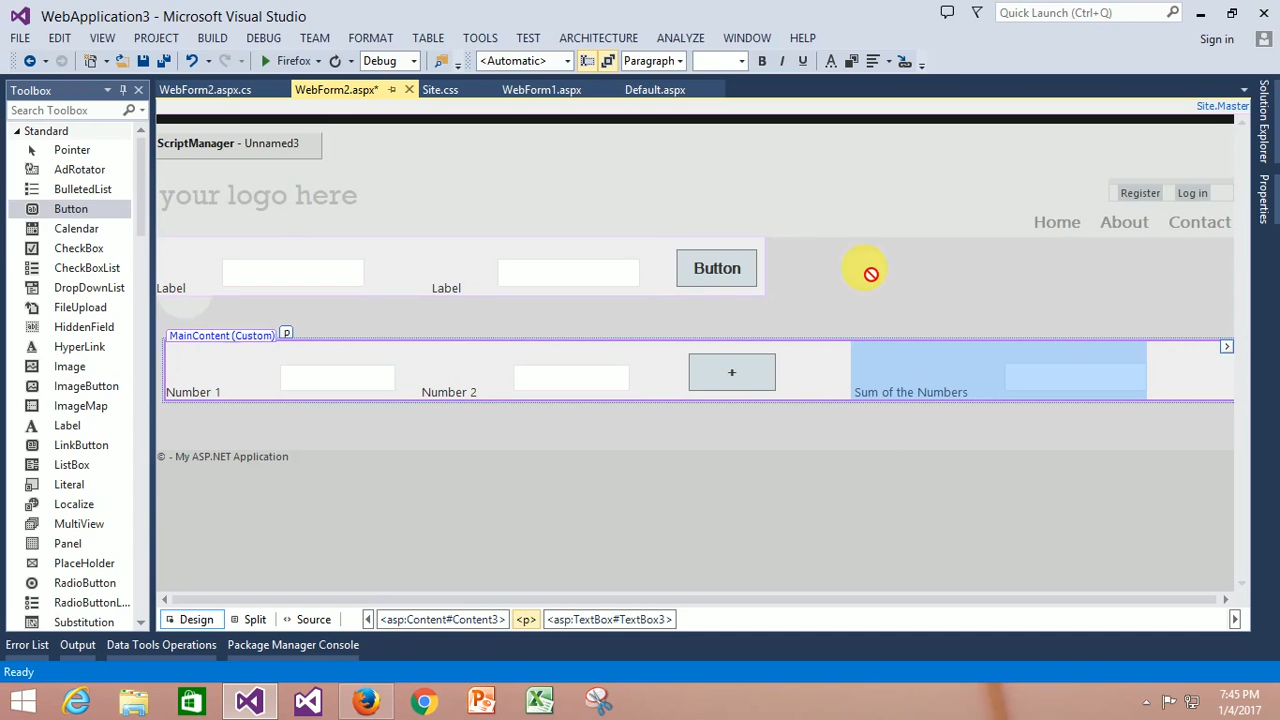 WebApplication3 - Microsoft Visual Studio
Quick Launch (Ctrl+Q)
FILE EDIT VIEW PROJECT BUILD DEBUG TEAM FORMAT TABLE TOOLS TEST ARCHITECTURE ANALYZE WINDOW HELP
Sign in
Firefox Debug <Automatic> Paragraph B I U A
Toolbox
WebForm2.aspx.cs WebForm2.aspx* Site.css WebForm1.aspx Default.aspx
Search Toolbox
Site.Master
Standard
Pointer
AdRotator
BulletedList
Button
Calendar
CheckBox
CheckBoxList
DropDownList
FileUpload
HiddenField
HyperLink
Image
ImageButton
ImageMap
Label
LinkButton
ListBox
Literal
Localize
MultiView
Panel
PlaceHolder
RadioButton
RadioButtonL...
Substitution
ScriptManager - Unnamed3
your logo here
Register Log in
Home About Contact
Label Label Button
MainContent (Custom) p
Number 1 Number 2 + Sum of the Numbers
© - My ASP.NET Application
Solution Explorer
Properties
Design Split Source <asp:Content#Content3> <p> <asp:TextBox#TextBox3>
Error List Output Data Tools Operations Package Manager Console
Ready
7:45 PM
1/4/2017